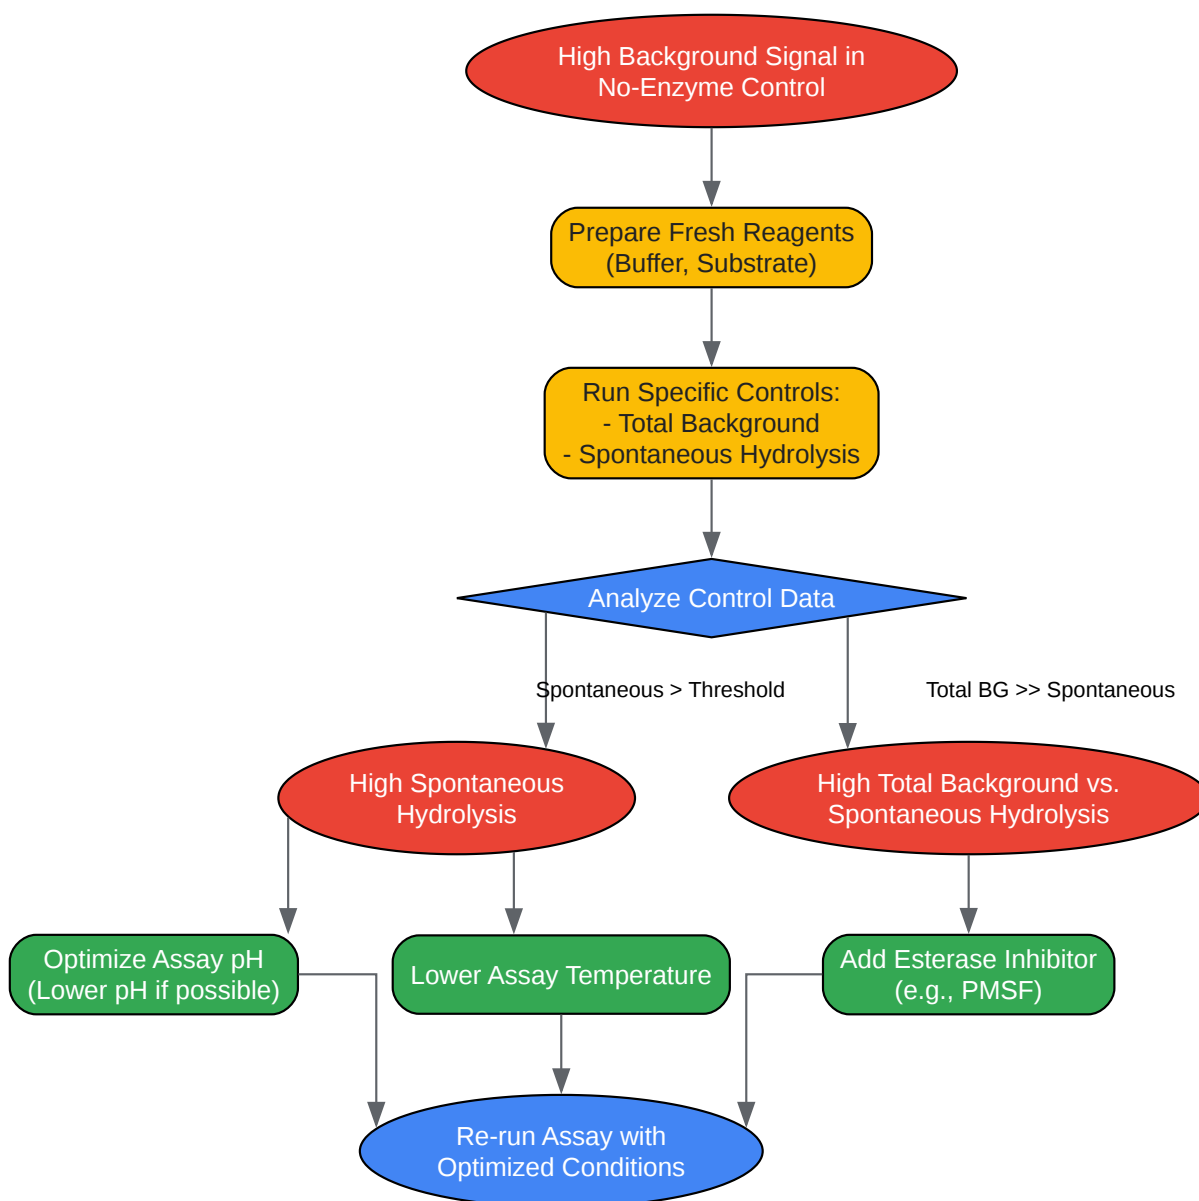 High Background Signal in
No-Enzyme Control
Prepare Fresh Reagents
(Buffer, Substrate)
Run Specific Controls:
- Total Background
- Spontaneous Hydrolysis
Analyze Control Data
Spontaneous > Threshold
Total BG >> Spontaneous
High Spontaneous
Hydrolysis
High Total Background vs.
Spontaneous Hydrolysis
Optimize Assay pH
(Lower pH if possible)
Lower Assay Temperature
Add Esterase Inhibitor
(e.g., PMSF)
Re-run Assay with
Optimized Conditions